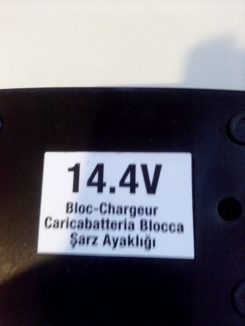 14.4V
Bloc-Chargeur
Caricabatteria Blocca
Şarz Ayaklığı